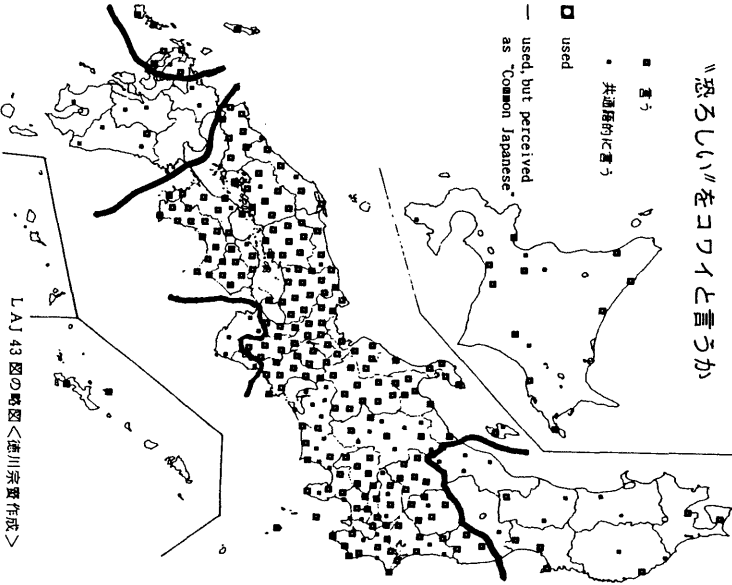 "恐ろしい"をコワイと言うか
言う
共通語的に言う
used
used, but perceived
as "Common Japanese"
LAJ 43 図の略図<徳川宗賢作成>